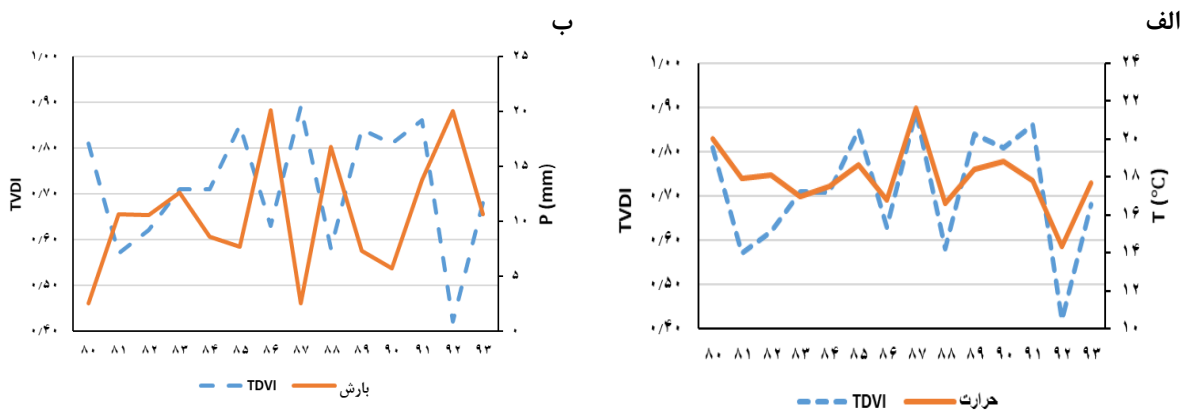 الف
TVDI
۱/۰۰
۰/۹۰
۰/۸۰
۰/۷۰
۰/۶۰
۰/۵۰
۰/۴۰
۲۴
۲۲
۲۰
۱۸
۱۶
۱۴
۱۲
۱۰
T (°C)
۸۰ ۸۱ ۸۲ ۸۳ ۸۴ ۸۵ ۸۶ ۸۷ ۸۸ ۸۹ ۹۰ ۹۱ ۹۲ ۹۳
TDVI حرارت
ب
TVDI
۱/۰۰
۰/۹۰
۰/۸۰
۰/۷۰
۰/۶۰
۰/۵۰
۰/۴۰
۲۵
۲۰
۱۵
۱۰
۵
۰
P (mm)
۸۰ ۸۱ ۸۲ ۸۳ ۸۴ ۸۵ ۸۶ ۸۷ ۸۸ ۸۹ ۹۰ ۹۱ ۹۲ ۹۳
TDVI بارش